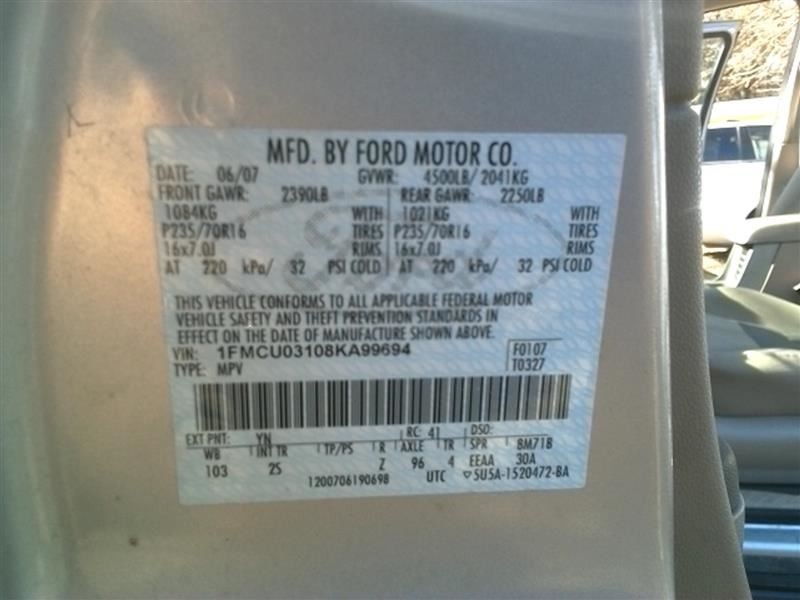 MFD. BY FORD MOTOR CO.
DATE: 06/07 GVWR: 4500LB/ 2041KG
FRONT GAWR: 2390LB REAR GAWR: 2250LB
1084KG WITH 1021KG WITH
P235/70R16 TIRES P235/70R16 TIRES
16x7.0J RIMS 16x7.0J RIMS
AT 220 kPa/ 32 PSI COLD AT 220 kPa/ 32 PSI COLD
THIS VEHICLE CONFORMS TO ALL APPLICABLE FEDERAL MOTOR
VEHICLE SAFETY AND THEFT PREVENTION STANDARDS IN
EFFECT ON THE DATE OF MANUFACTURE SHOWN ABOVE.
VIN: 1FMCU03108KA99694 F0107
TYPE: MPV T0327
EXT PNT: YN RC: 41 DSO:
WB INT TR TP/PS R AXLE TR SPR BM71B
103 2S Z 96 4 EEAA 30A
1200706190698 UTC ▽5U5A-1520472-BA